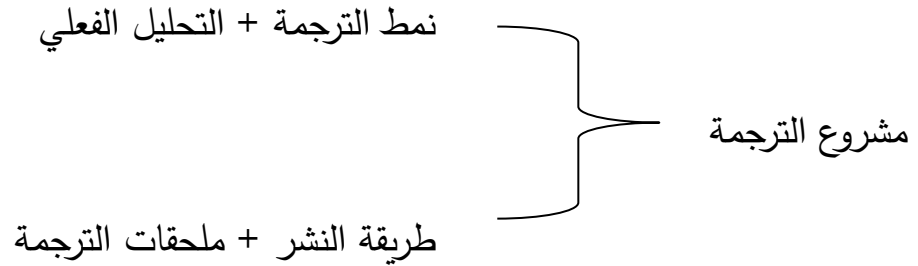 نمط الترجمة + التحليل الفعلي
مشروع الترجمة
طريقة النشر + ملحقات الترجمة